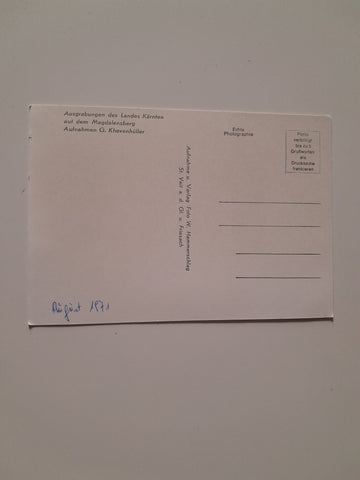 Ausgrabungen des Landes Kärnten
auf dem Magdalensberg
Aufnahmen G. Khevenhüller
Echte
Photographie
Porto
verbilligt
bis zu 5
Grußworten
als
Drucksache
frankieren
Aufnahme u. Verlag Foto W. Hammerschlag
St. Veit a. d. Gl. u. Friesach
August 1971